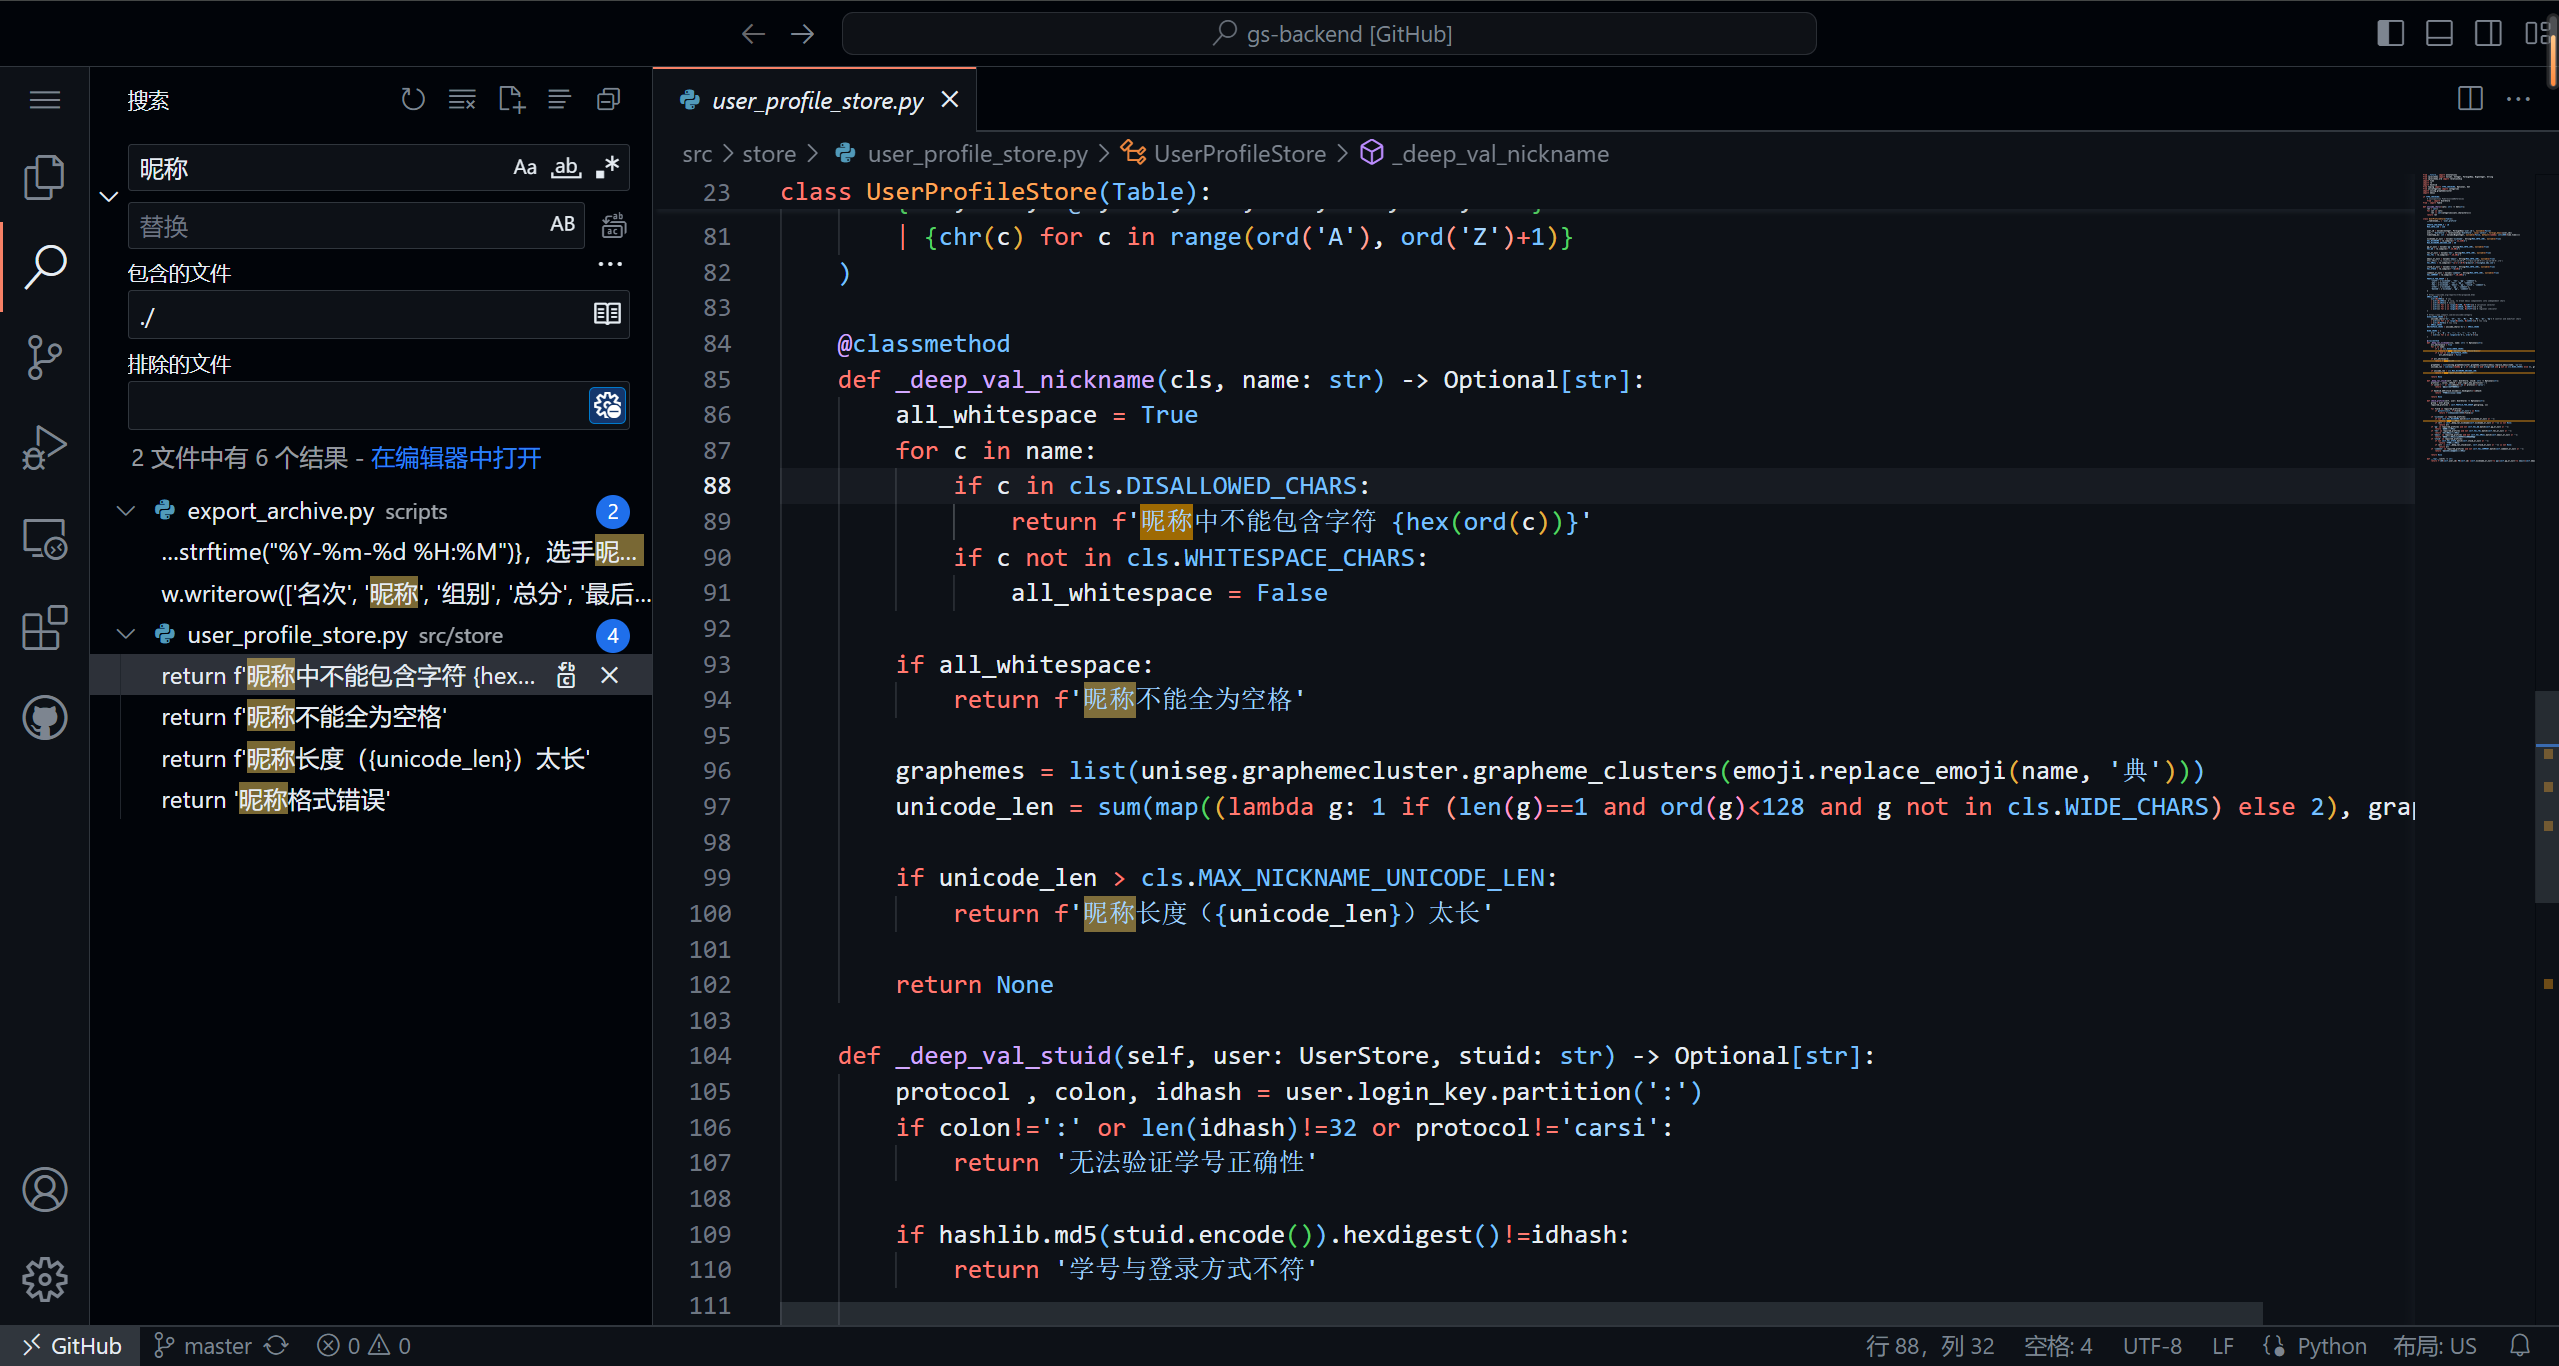 gs-backend [GitHub]
搜索
昵称
Aa ab .*
替换
AB
包含的文件
./
排除的文件
2 文件中有 6 个结果 - 在编辑器中打开
export_archive.py scripts 2
...strftime("%Y-%m-%d %H:%M")}，选手昵...
w.writerow(['名次', '昵称', '组别', '总分', '最后...
user_profile_store.py src/store 4
return f'昵称中不能包含字符 {hex...
return f'昵称不能全为空格'
return f'昵称长度（{unicode_len}）太长'
return '昵称格式错误'
user_profile_store.py
src > store > user_profile_store.py > UserProfileStore > _deep_val_nickname
23 class UserProfileStore(Table):
81 | {chr(c) for c in range(ord('A'), ord('Z')+1)}
82 )
83
84 @classmethod
85 def _deep_val_nickname(cls, name: str) -> Optional[str]:
86 all_whitespace = True
87 for c in name:
88 if c in cls.DISALLOWED_CHARS:
89 return f'昵称中不能包含字符 {hex(ord(c))}'
90 if c not in cls.WHITESPACE_CHARS:
91 all_whitespace = False
92
93 if all_whitespace:
94 return f'昵称不能全为空格'
95
96 graphemes = list(uniseg.graphemecluster.grapheme_clusters(emoji.replace_emoji(name, '典')))
97 unicode_len = sum(map((lambda g: 1 if (len(g)==1 and ord(g)<128 and g not in cls.WIDE_CHARS) else 2), grap
98
99 if unicode_len > cls.MAX_NICKNAME_UNICODE_LEN:
100 return f'昵称长度（{unicode_len}）太长'
101
102 return None
103
104 def _deep_val_stuid(self, user: UserStore, stuid: str) -> Optional[str]:
105 protocol , colon, idhash = user.login_key.partition(':')
106 if colon!=':' or len(idhash)!=32 or protocol!='carsi':
107 return '无法验证学号正确性'
108
109 if hashlib.md5(stuid.encode()).hexdigest()!=idhash:
110 return '学号与登录方式不符'
111
GitHub master 0 0 行 88，列 32 空格: 4 UTF-8 LF Python 布局: US